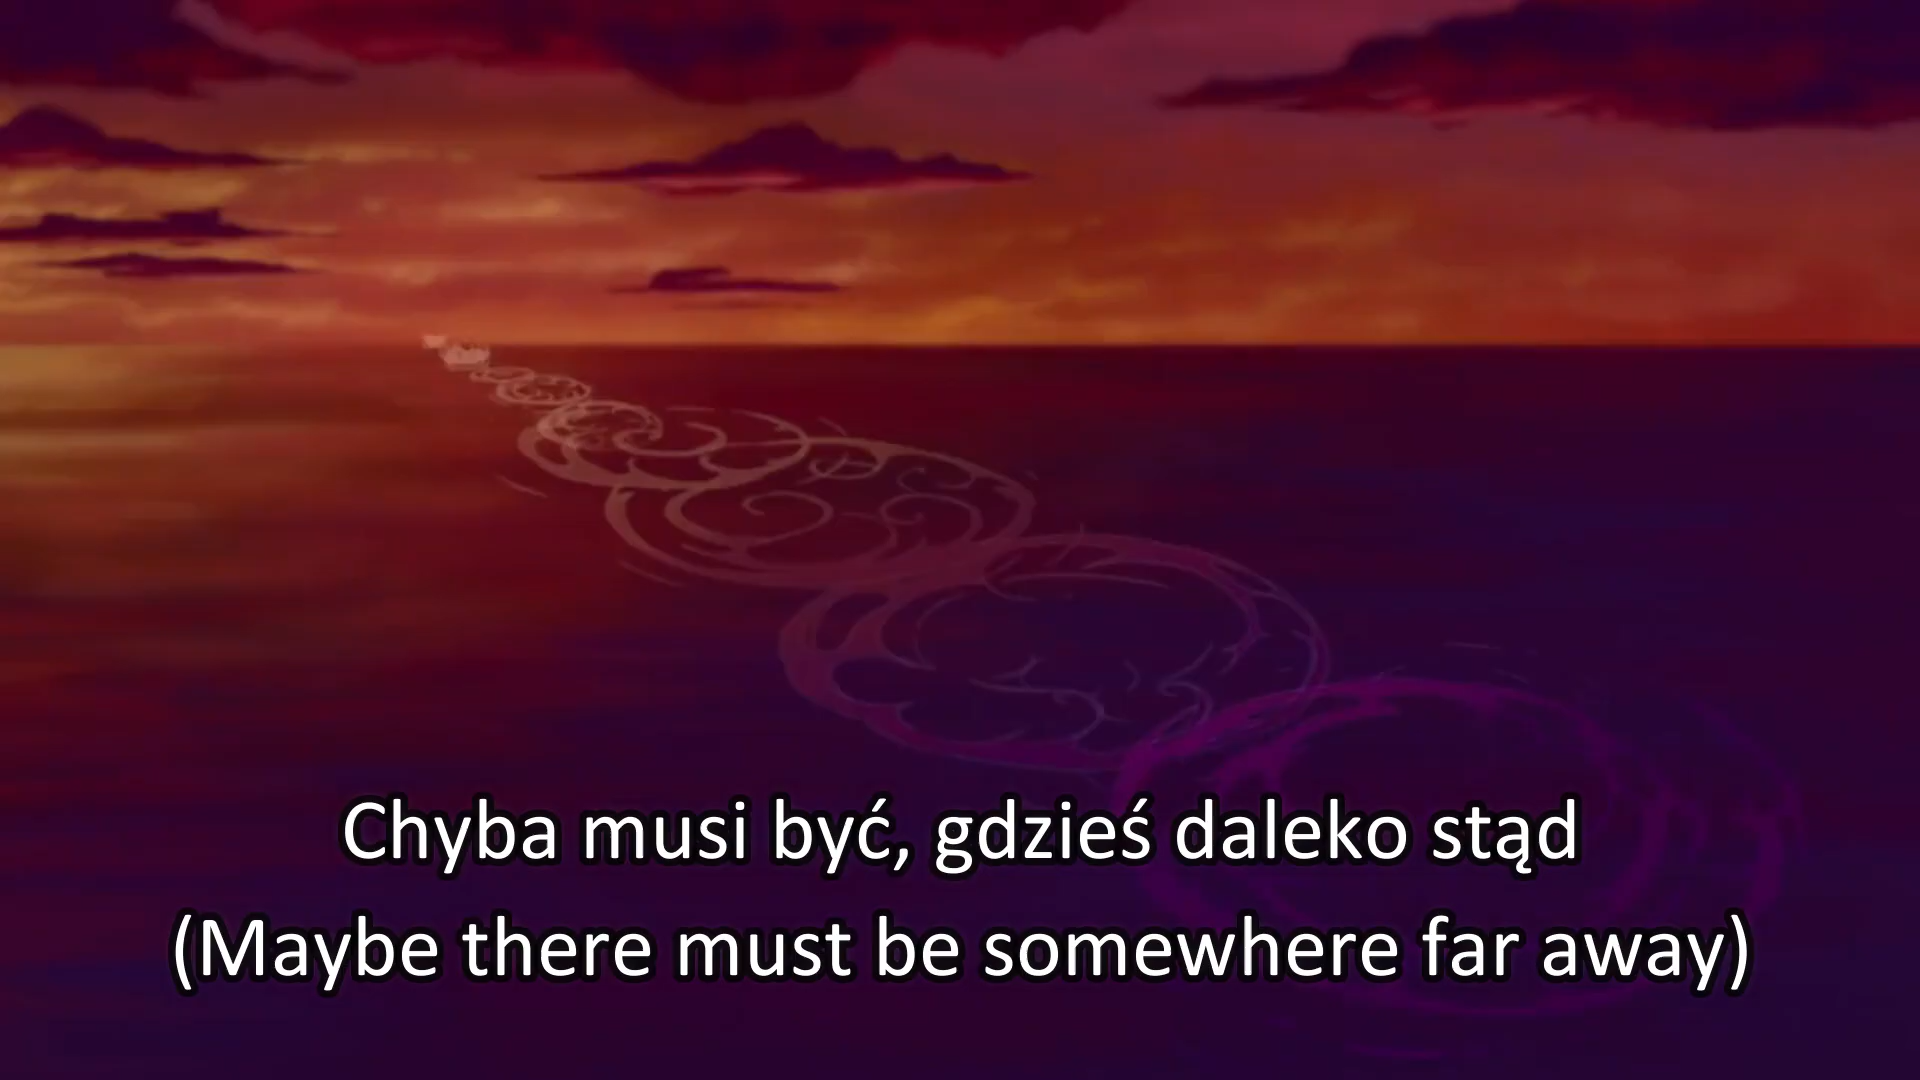 Chyba musi być, gdzieś daleko stąd
(Maybe there must be somewhere far away)